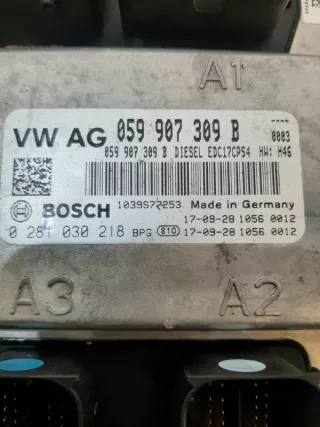 A1
VW AG 059 907 309 B ----
0003
059 907 309 B DIESEL EDC17CP54 HW: H46
BOSCH 1039S77253 Made in Germany
17-09-28 1056 0012
0 281 030 218 BPG 810 17-09-28 1056 0012
A3 A2